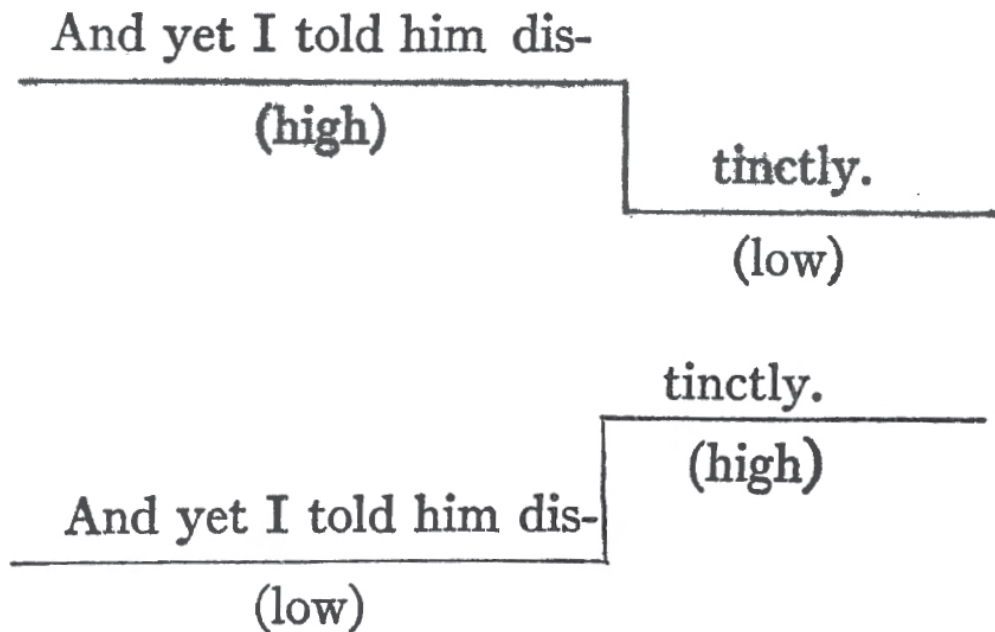 And yet I told him dis-
(high)
tinctly.
(low)
tinctly.
(high)
And yet I told him dis-
(low)